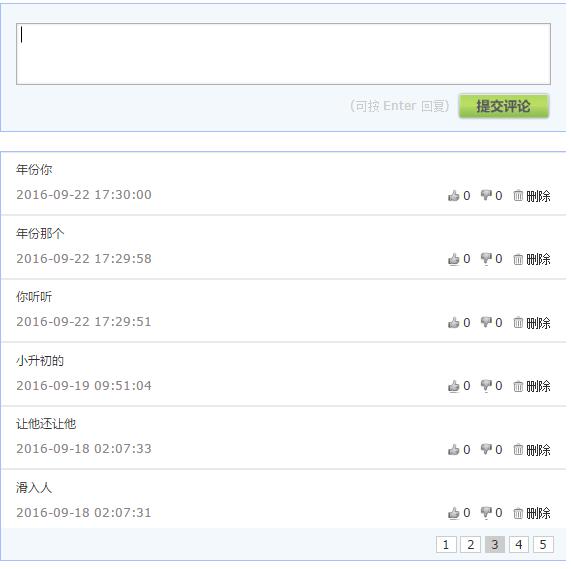 (可按 Enter 回复) 提交评论
年份你
2016-09-22 17:30:00 0 0 删除
年份那个
2016-09-22 17:29:58 0 0 删除
你听听
2016-09-22 17:29:51 0 0 删除
小升初的
2016-09-19 09:51:04 0 0 删除
让他还让他
2016-09-18 02:07:33 0 0 删除
滑入人
2016-09-18 02:07:31 0 0 删除
1 2 3 4 5